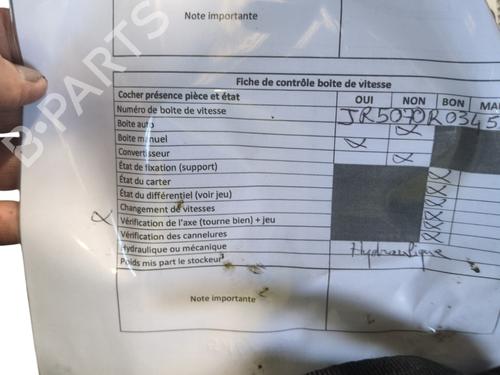 Note importante
B-PARTS
Fiche de contrôle boite de vitesse
Cocher présence pièce et état OUI NON BON MAU
Numéro de boite de vitesse JR5070R0345
Boite auto
Boite manuel
Convertisseur
État de fixation (support)
État du carter
État du différentiel (voir jeu)
Changement de vitesses
Vérification de l'axe (tourne bien) + jeu
Vérification des cannelures
Hydraulique ou mécanique Hydraulique
Poids mis part le stockeur
Note importante